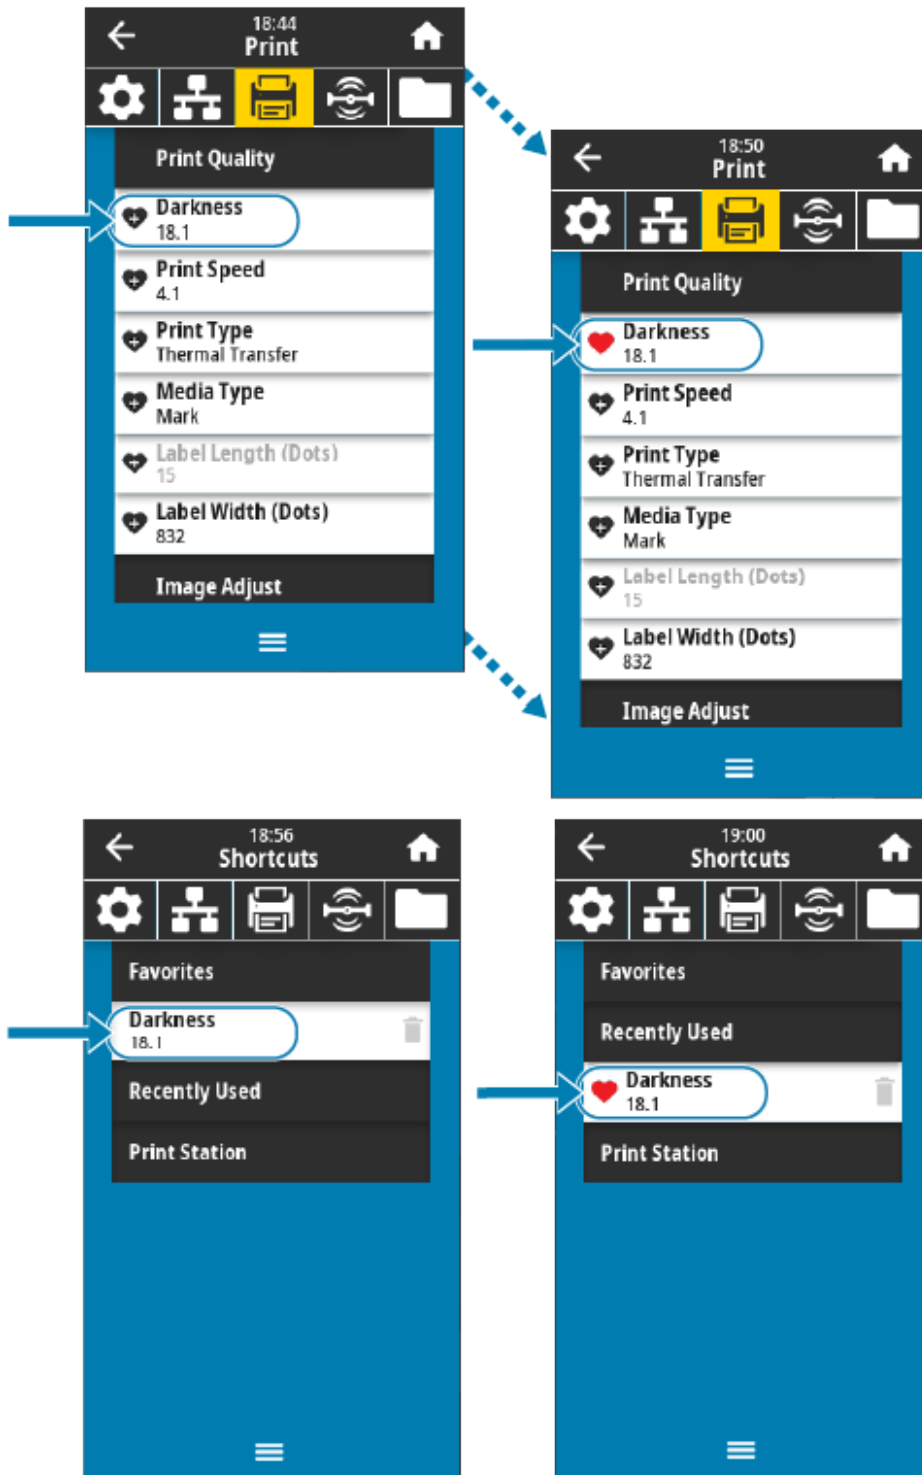 18:44
Print
Print Quality
Darkness
18.1
Print Speed
4.1
Print Type
Thermal Transfer
Media Type
Mark
Label Length (Dots)
15
Label Width (Dots)
832
Image Adjust
18:50
Print
Print Quality
Darkness
18.1
Print Speed
4.1
Print Type
Thermal Transfer
Media Type
Mark
Label Length (Dots)
15
Label Width (Dots)
832
Image Adjust
18:56
Shortcuts
Favorites
Darkness
18.1
Recently Used
Print Station
19:00
Shortcuts
Favorites
Recently Used
Darkness
18.1
Print Station